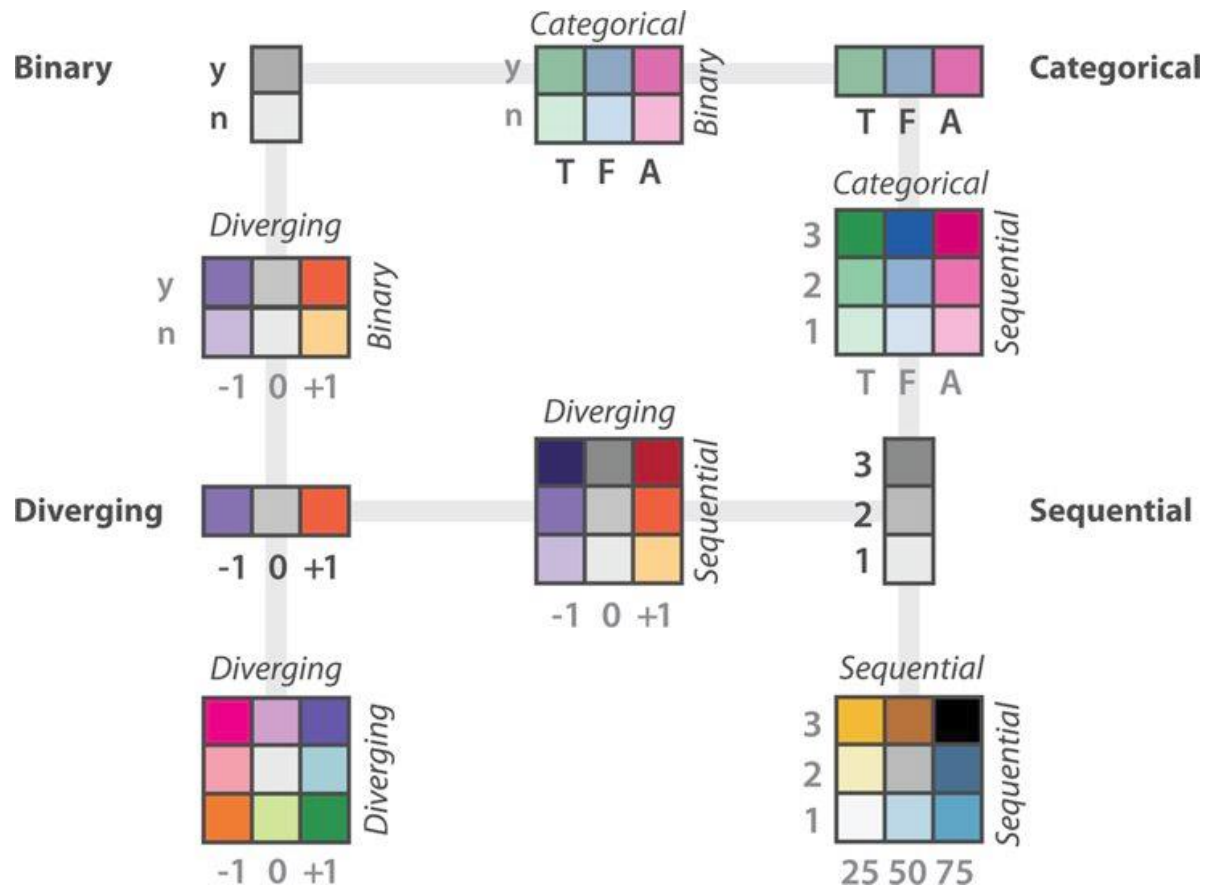 Categorical
Binary y y Binary Categorical
n n
T F A T F A
Diverging Categorical
3 Sequential
y Binary 2
n 1
-1 0 +1 T F A
Diverging
3
Diverging Sequential 2 Sequential
-1 0 +1 1
-1 0 +1
Diverging Sequential
Diverging 3 Sequential
2
1
-1 0 +1 25 50 75